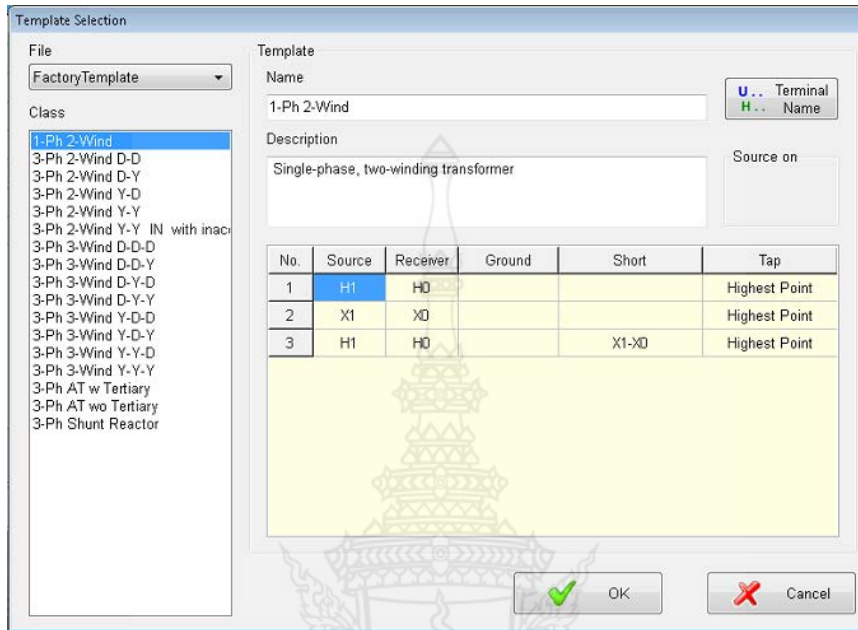 Template Selection
File
FactoryTemplate
Class
1-Ph 2-Wind
3-Ph 2-Wind D-D
3-Ph 2-Wind D-Y
3-Ph 2-Wind Y-D
3-Ph 2-Wind Y-Y
3-Ph 2-Wind Y-Y IN with inac
3-Ph 3-Wind D-D-D
3-Ph 3-Wind D-D-Y
3-Ph 3-Wind D-Y-D
3-Ph 3-Wind D-Y-Y
3-Ph 3-Wind Y-D-D
3-Ph 3-Wind Y-D-Y
3-Ph 3-Wind Y-Y-D
3-Ph 3-Wind Y-Y-Y
3-Ph AT w Tertiary
3-Ph AT wo Tertiary
3-Ph Shunt Reactor
Template
Name
1-Ph 2-Wind
U.. Terminal
H.. Name
Description
Single-phase, two-winding transformer
Source on
No. Source Receiver Ground Short Tap
1 H1 H0 Highest Point
2 X1 X0 Highest Point
3 H1 H0 X1-X0 Highest Point
OK Cancel